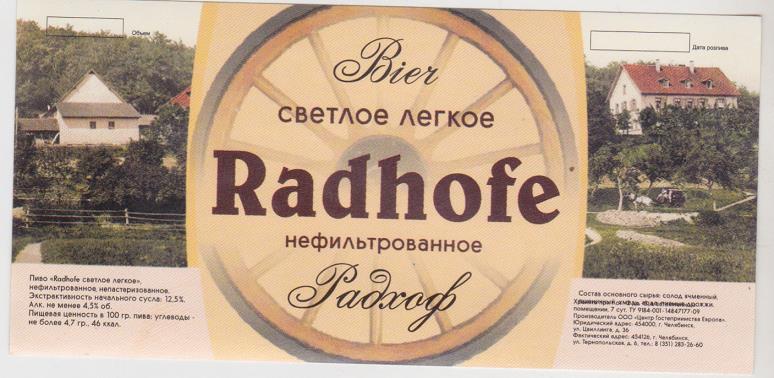 Объем
Дата розлива
Bier
светлое легкое
Radhofe
нефильтрованное
Радхоф
Пиво «Radhofe светлое легкое»,
нефильтрованное, непастеризованное.
Экстрактивность начального сусла: 12,5%.
Алк. не менее 4,5% об.
Пищевая ценность в 100 гр. пива: углеводы -
не более 4,7 гр., 46 ккал.
Состав основного сырья: солод ячменный,
дрожжи.
помещении, 7 сут. ТУ 9184-001-14847177-09
Производитель ООО «Центр Гостеприимства Европа».
Юридический адрес: 454000, г. Челябинск,
ул. Цвиллинга, д. 36
Фактический адрес: 454126, г. Челябинск,
ул. Тернопольская, д. 6, тел.: 8 (351) 283-26-60